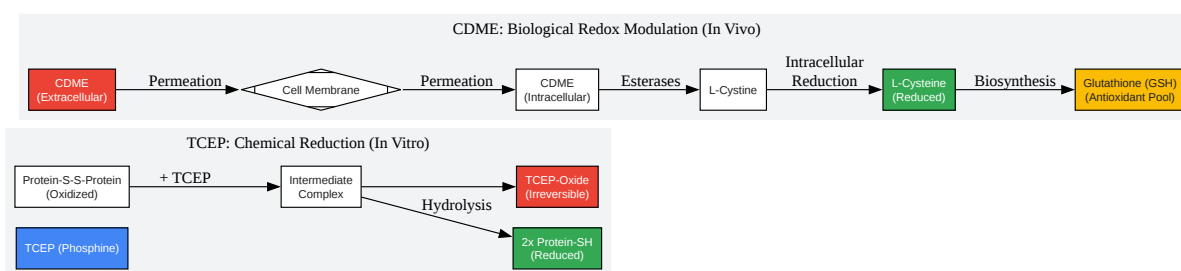 CDME: Biological Redox Modulation (In Vivo)
CDME
(Extracellular)
Permeation
Cell Membrane
Permeation
CDME
(Intracellular)
Esterases
L-Cystine
Intracellular
Reduction
L-Cysteine
(Reduced)
Biosynthesis
Glutathione (GSH)
(Antioxidant Pool)
TCEP: Chemical Reduction (In Vitro)
Protein-S-S-Protein
(Oxidized)
+ TCEP
Intermediate
Complex
TCEP-Oxide
(Irreversible)
Hydrolysis
TCEP (Phosphine)
2x Protein-SH
(Reduced)